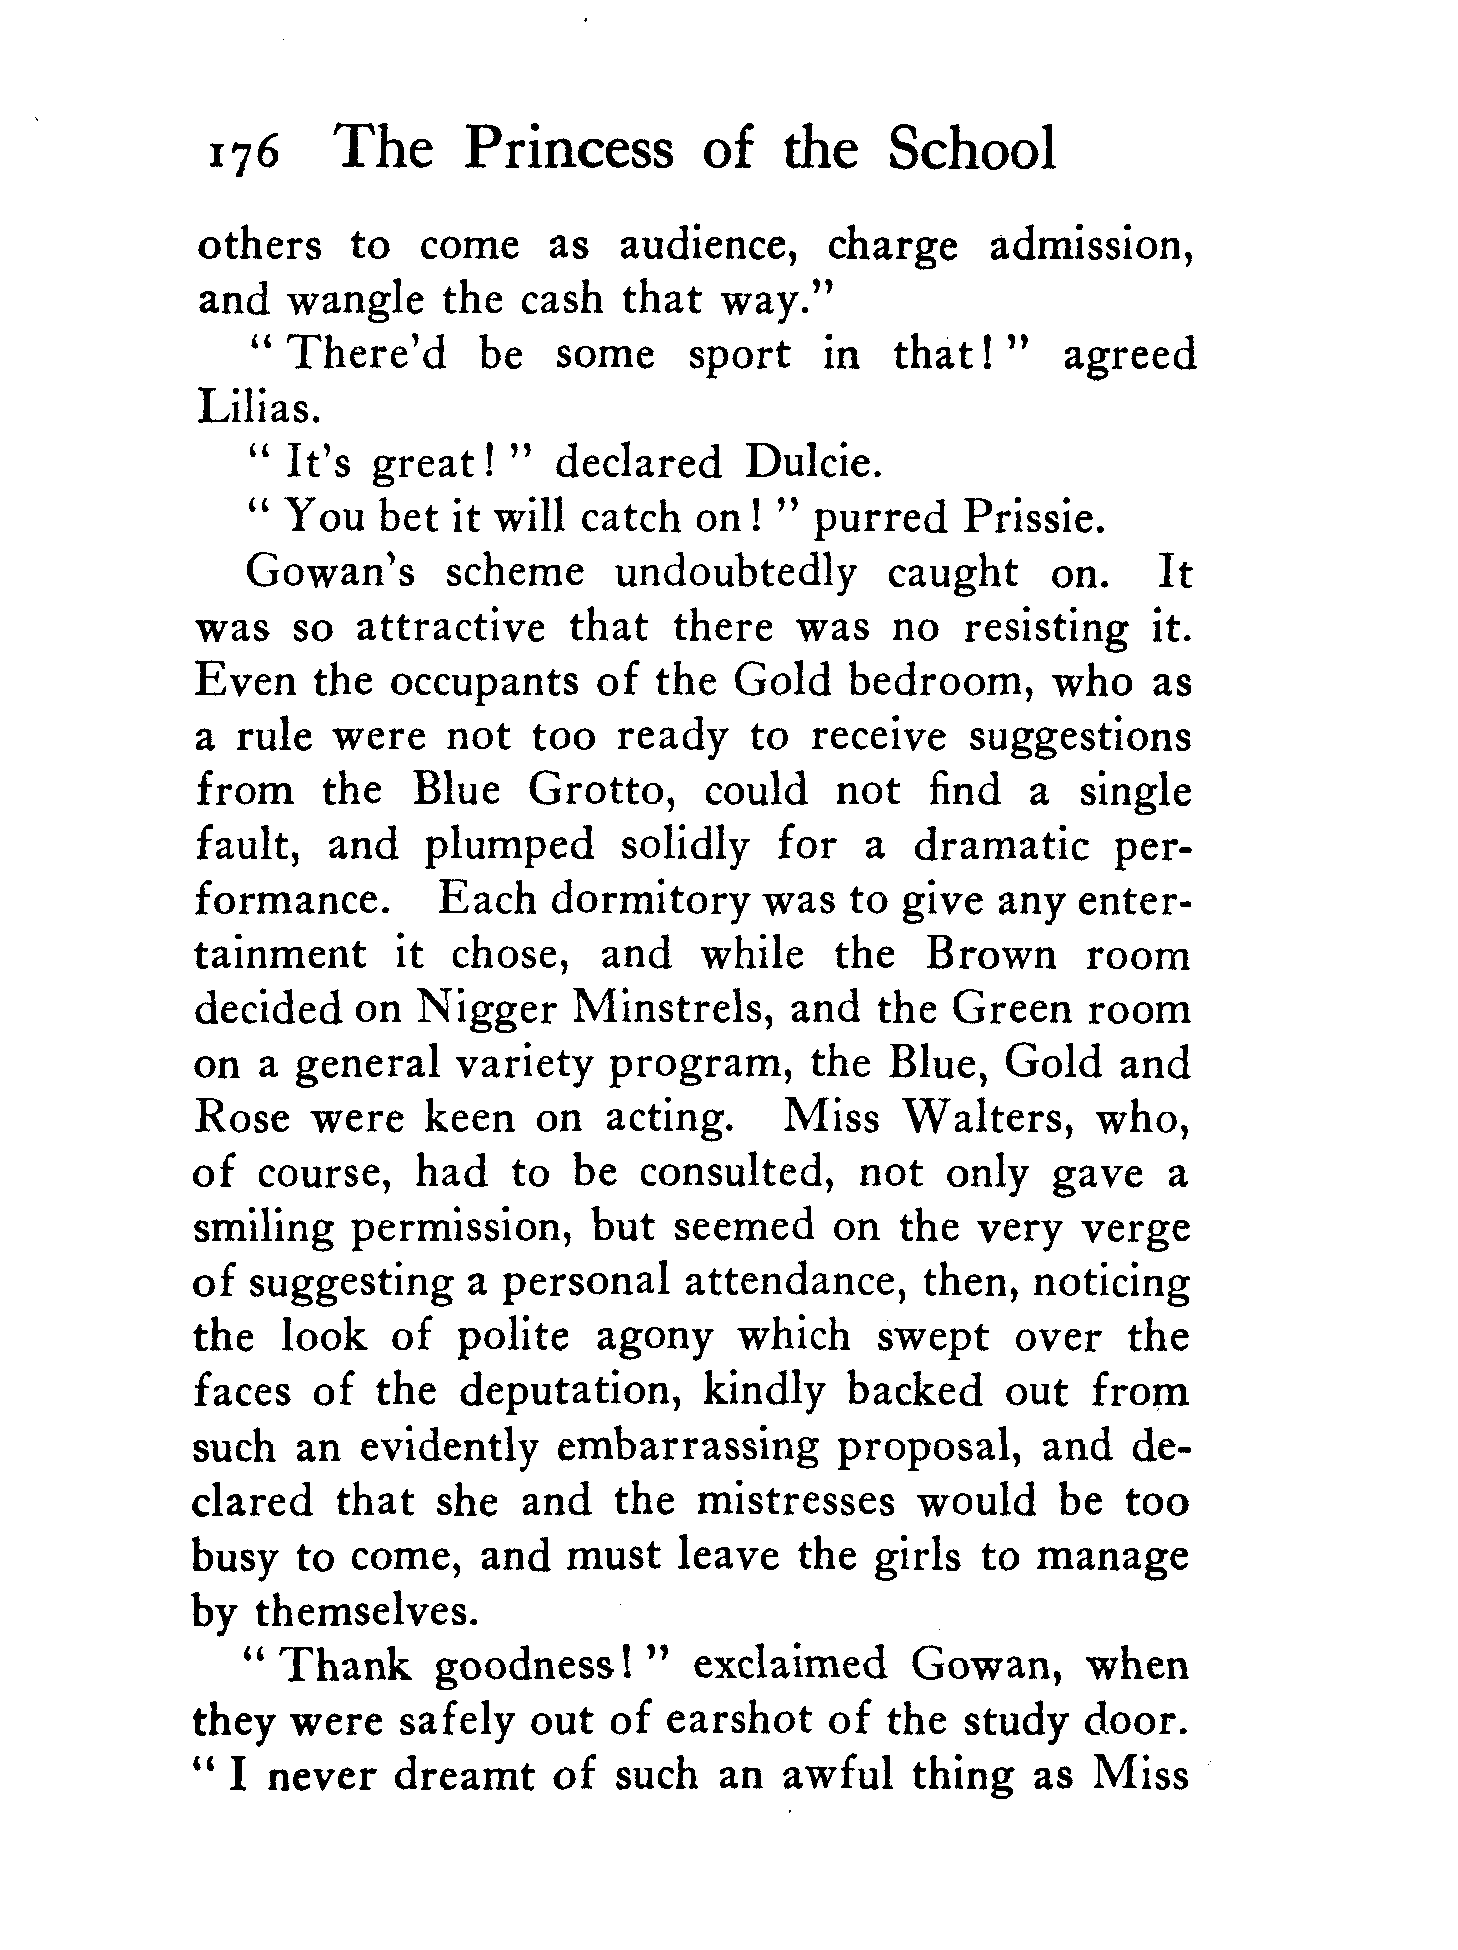 176 The Princess of the School
others to come as audience, charge admission,
and wangle the cash that way."
" There'd be some sport in that! " agreed
Lilias.
" It's great! " declared Dulcie.
" You bet it will catch on! " purred Prissie.
Gowan's scheme undoubtedly caught on. It
was so attractive that there was no resisting it.
Even the occupants of the Gold bedroom, who as
a rule were not too ready to receive suggestions
from the Blue Grotto, could not find a single
fault, and plumped solidly for a dramatic per-
formance. Each dormitory was to give any enter-
tainment it chose, and while the Brown room
decided on Nigger Minstrels, and the Green room
on a general variety program, the Blue, Gold and
Rose were keen on acting. Miss Walters, who,
of course, had to be consulted, not only gave a
smiling permission, but seemed on the very verge
of suggesting a personal attendance, then, noticing
the look of polite agony which swept over the
faces of the deputation, kindly backed out from
such an evidently embarrassing proposal, and de-
clared that she and the mistresses would be too
busy to come, and must leave the girls to manage
by themselves.
" Thank goodness! " exclaimed Gowan, when
they were safely out of earshot of the study door.
" I never dreamt of such an awful thing as Miss